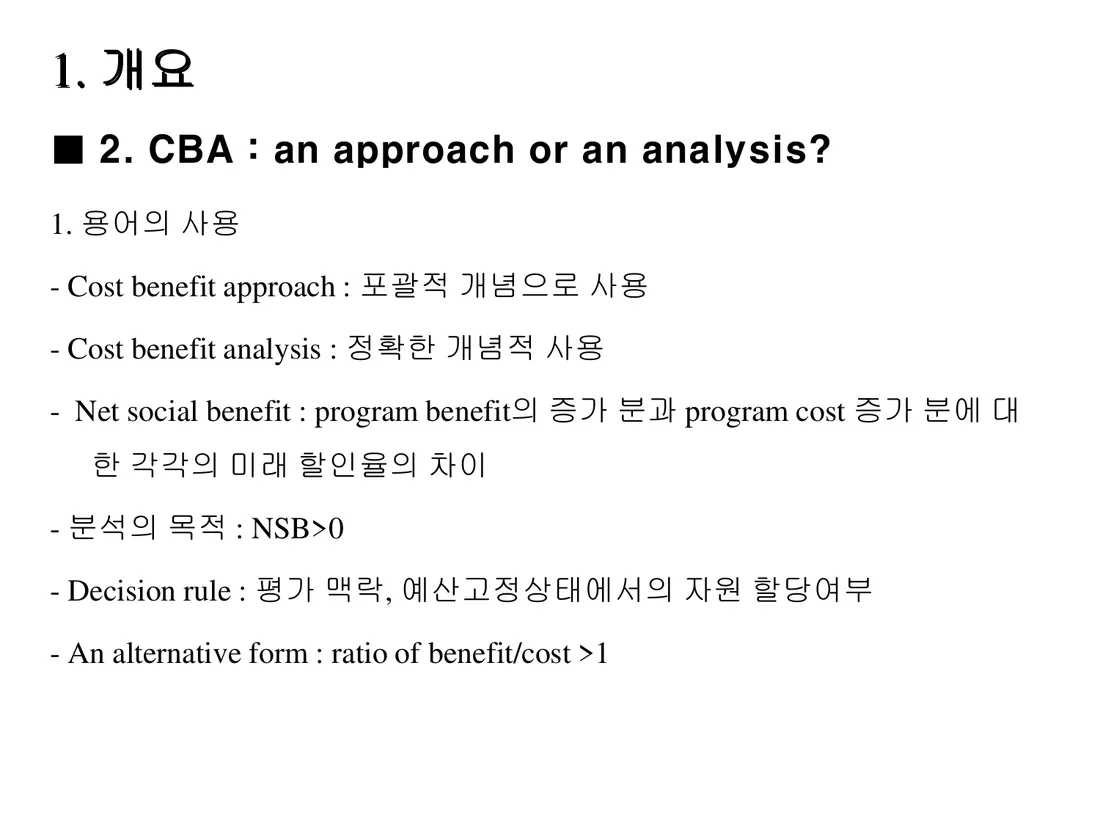 1. 개요
■ 2. CBA : an approach or an analysis?
1. 용어의 사용
- Cost benefit approach : 포괄적 개념으로 사용
- Cost benefit analysis : 정확한 개념적 사용
- Net social benefit : program benefit의 증가 분과 program cost 증가 분에 대
한 각각의 미래 할인율의 차이
- 분석의 목적 : NSB>0
- Decision rule : 평가 맥락, 예산고정상태에서의 자원 할당여부
- An alternative form : ratio of benefit/cost >1